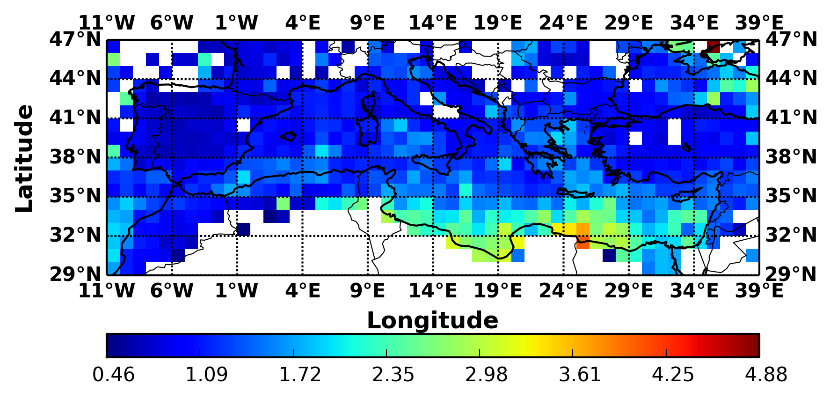 11°W 6°W 1°W 4°E 9°E 14°E 19°E 24°E 29°E 34°E 39°E
47°N 47°N
44°N 44°N
41°N 41°N
38°N 38°N
35°N 35°N
32°N 32°N
29°N 29°N
Latitude
11°W 6°W 1°W 4°E 9°E 14°E 19°E 24°E 29°E 34°E 39°E
Longitude
0.46 1.09 1.72 2.35 2.98 3.61 4.25 4.88